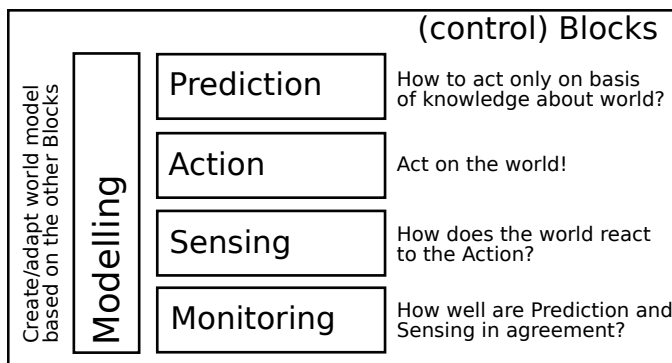 (control) Blocks
Create/adapt world model
based on the other Blocks
Modelling
Prediction
How to act only on basis
of knowledge about world?
Action
Act on the world!
Sensing
How does the world react
to the Action?
Monitoring
How well are Prediction and
Sensing in agreement?